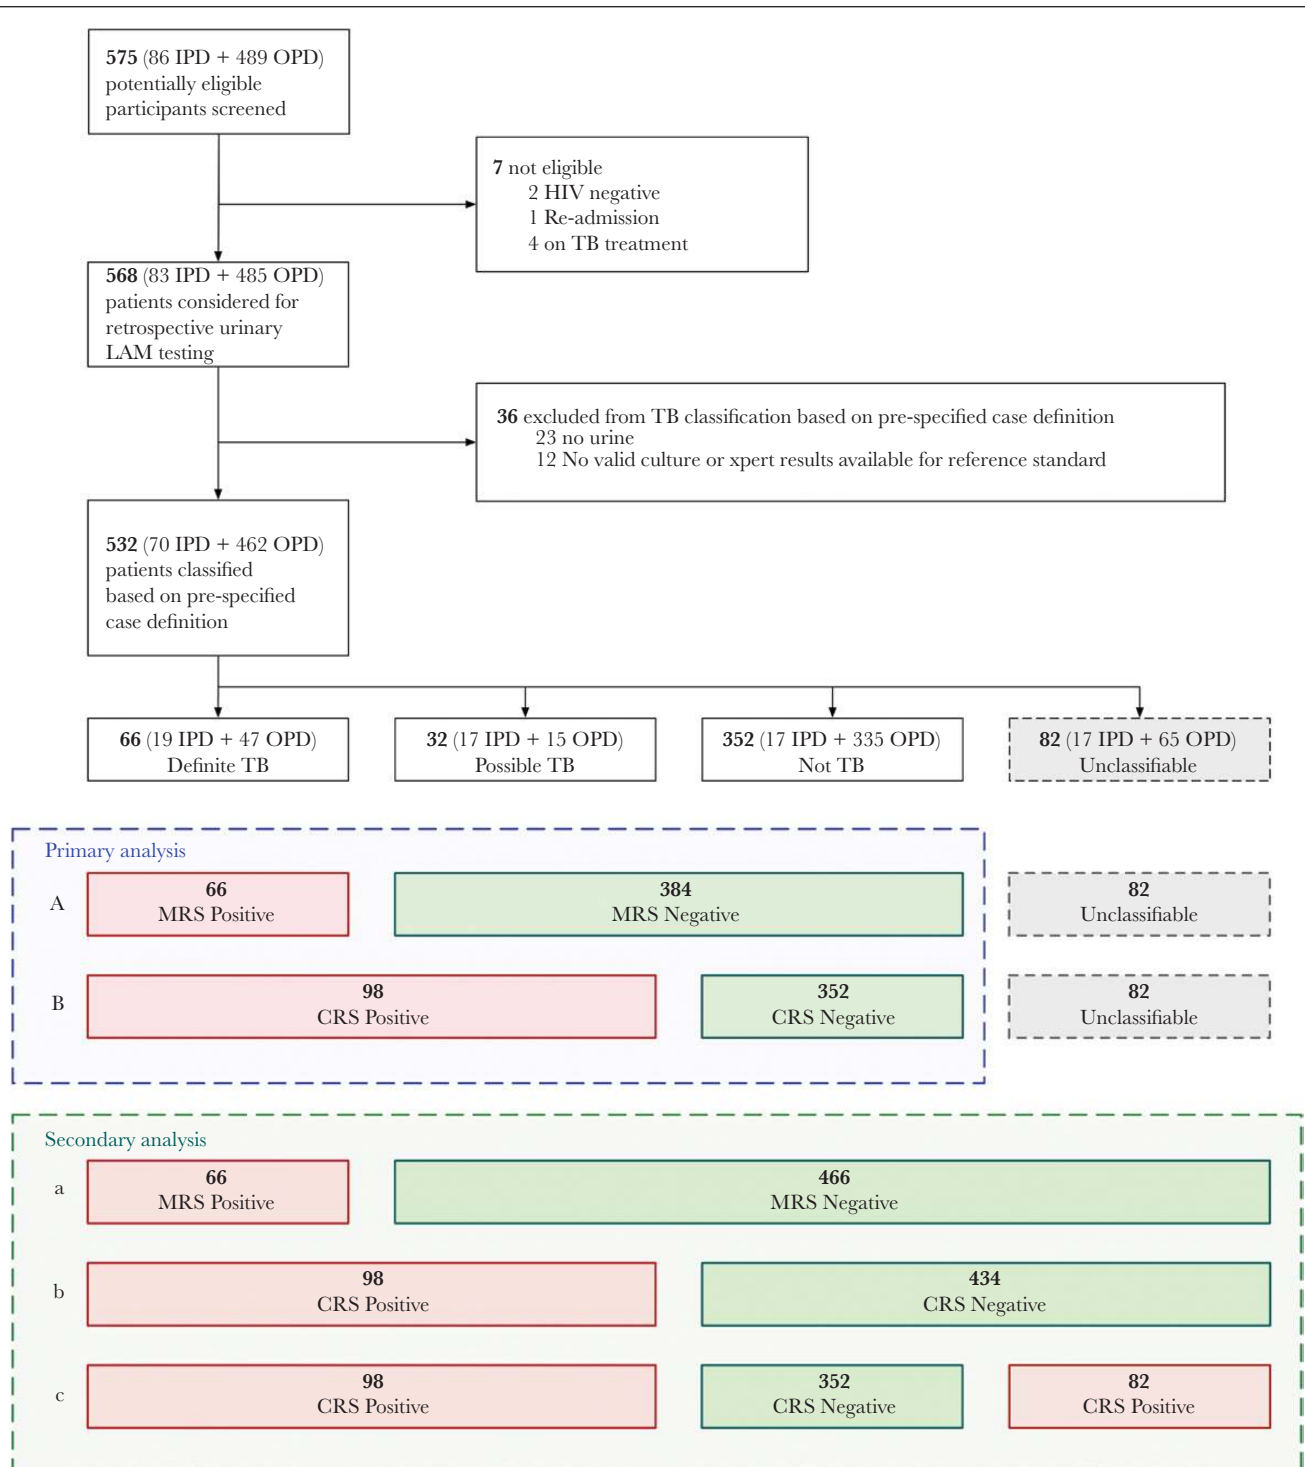 575 (86 IPD + 489 OPD)
potentially eligible
participants screened
7 not eligible
2 HIV negative
1 Re-admission
4 on TB treatment
568 (83 IPD + 485 OPD)
patients considered for
retrospective urinary
LAM testing
36 excluded from TB classification based on pre-specified case definition
23 no urine
12 No valid culture or xpert results available for reference standard
532 (70 IPD + 462 OPD)
patients classified
based on pre-specified
case definition
66 (19 IPD + 47 OPD)
Definite TB
32 (17 IPD + 15 OPD)
Possible TB
352 (17 IPD + 335 OPD)
Not TB
82 (17 IPD + 65 OPD)
Unclassifiable
Primary analysis
A
66
MRS Positive
384
MRS Negative
82
Unclassifiable
B
98
CRS Positive
352
CRS Negative
82
Unclassifiable
Secondary analysis
a
66
MRS Positive
466
MRS Negative
b
98
CRS Positive
434
CRS Negative
c
98
CRS Positive
352
CRS Negative
82
CRS Positive